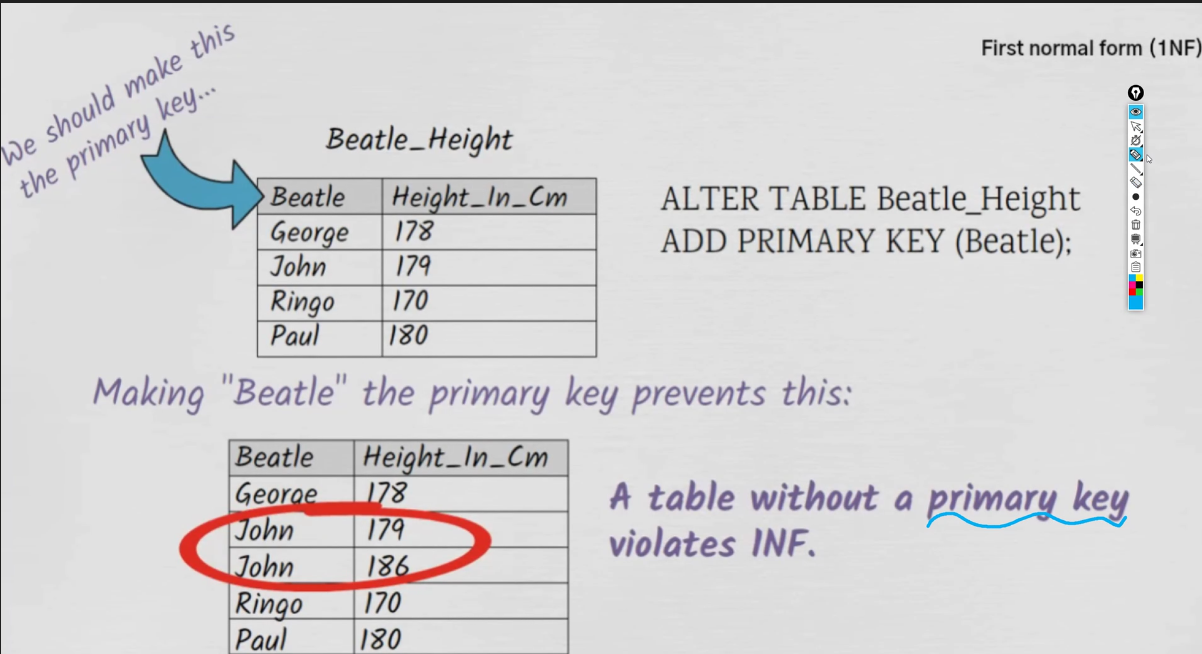 First normal form (1NF)
We should make this
the primary key...
Beatle_Height
Beatle Height_In_Cm
George 178
John 179
Ringo 170
Paul 180
ALTER TABLE Beatle_Height
ADD PRIMARY KEY (Beatle);
Making "Beatle" the primary key prevents this:
Beatle Height_In_Cm
George 178
John 179
John 186
Ringo 170
Paul 180
A table without a primary key
violates 1NF.